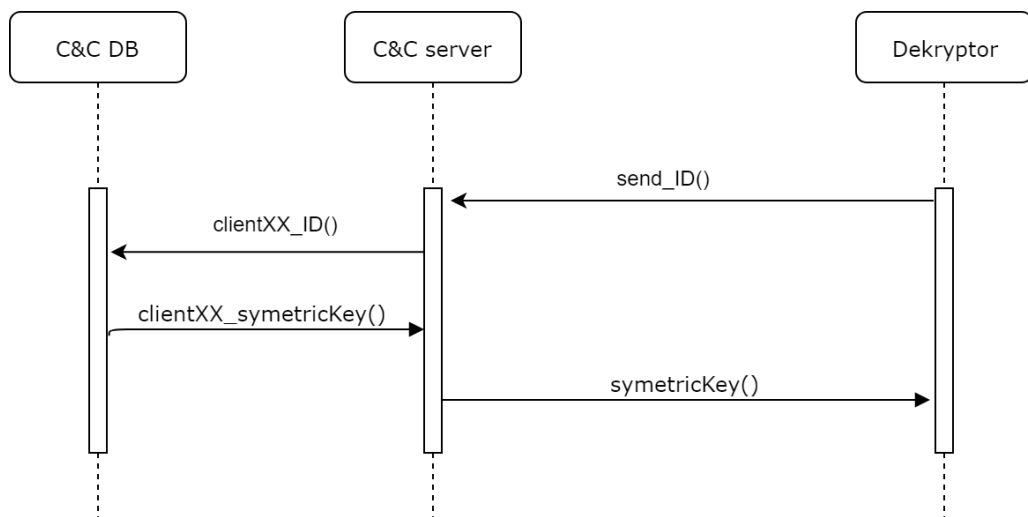 C&C DB
C&C server
Dekryptor
send_ID()
clientXX_ID()
clientXX_symetricKey()
symetricKey()